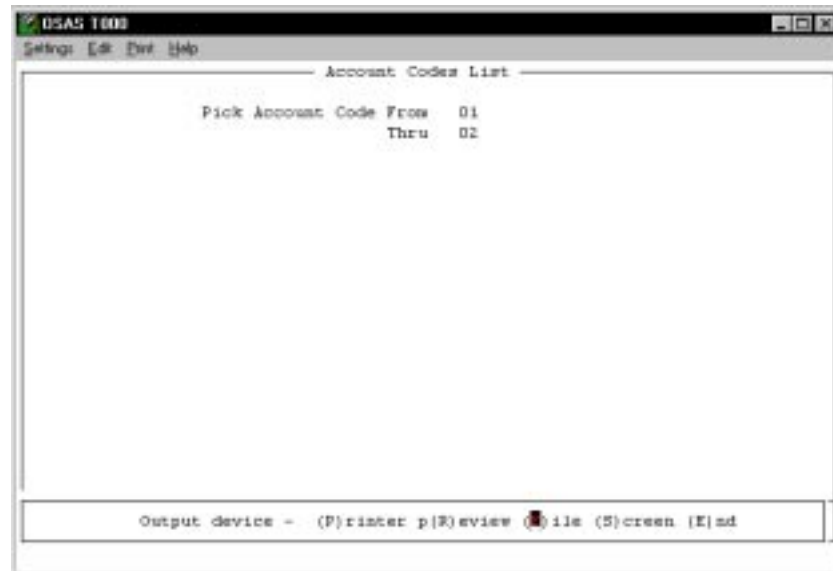 OSAS T000
Settings Edit Print Help
Account Codes List
Pick Account Code From 01
Thru 02
Output device - (P)rinter p(R)eview ( )ile (S)creen (E)nd